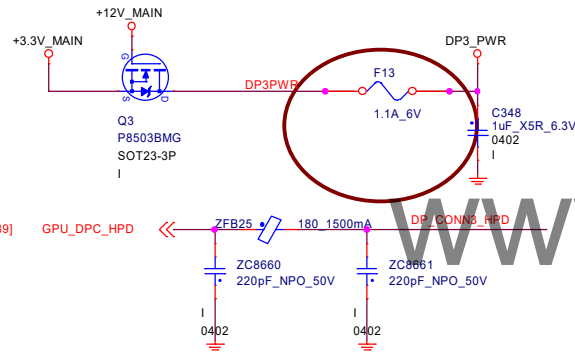 +12V_MAIN
+3.3V_MAIN
DP3_PWR
G
S
D
DP3PWR
F13
1.1A_6V
Q3
P8503BMG
SOT23-3P
I
C348
1uF_X5R_6.3V
0402
I
39]
GPU_DPC_HPD
ZFB25
180_1500mA
DP_CONN3_HPD
WW
ZC8660
220pF_NPO_50V
I
0402
ZC8661
220pF_NPO_50V
I
0402